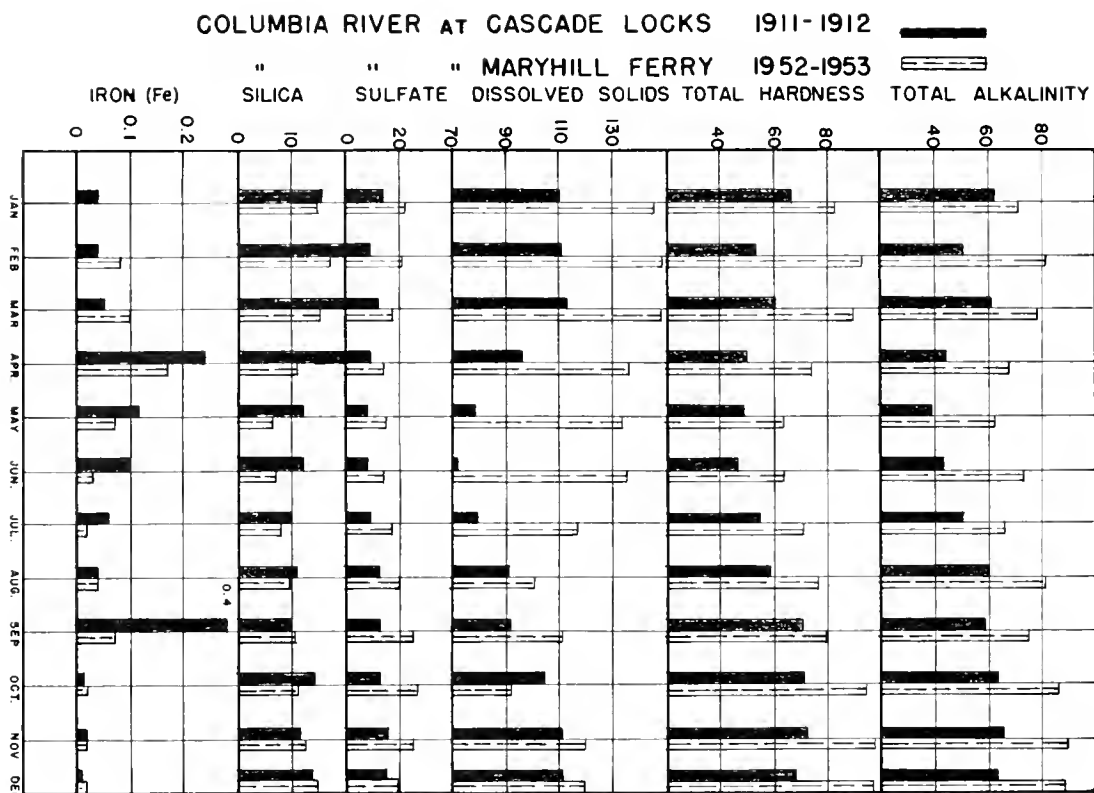 COLUMBIA RIVER AT CASCADE LOCKS 1911-1912
" " " MARYHILL FERRY 1952-1953
IRON (Fe) SILICA SULFATE DISSOLVED SOLIDS TOTAL HARDNESS TOTAL ALKALINITY
0 0.1 0.2 0 10 0 20 70 90 110 130 40 60 80 40 60 80
JAN
FEB
MAR
APR.
MAY
JUN.
JUL.
AUG
0.4
SEP
OCT.
NOV
DE